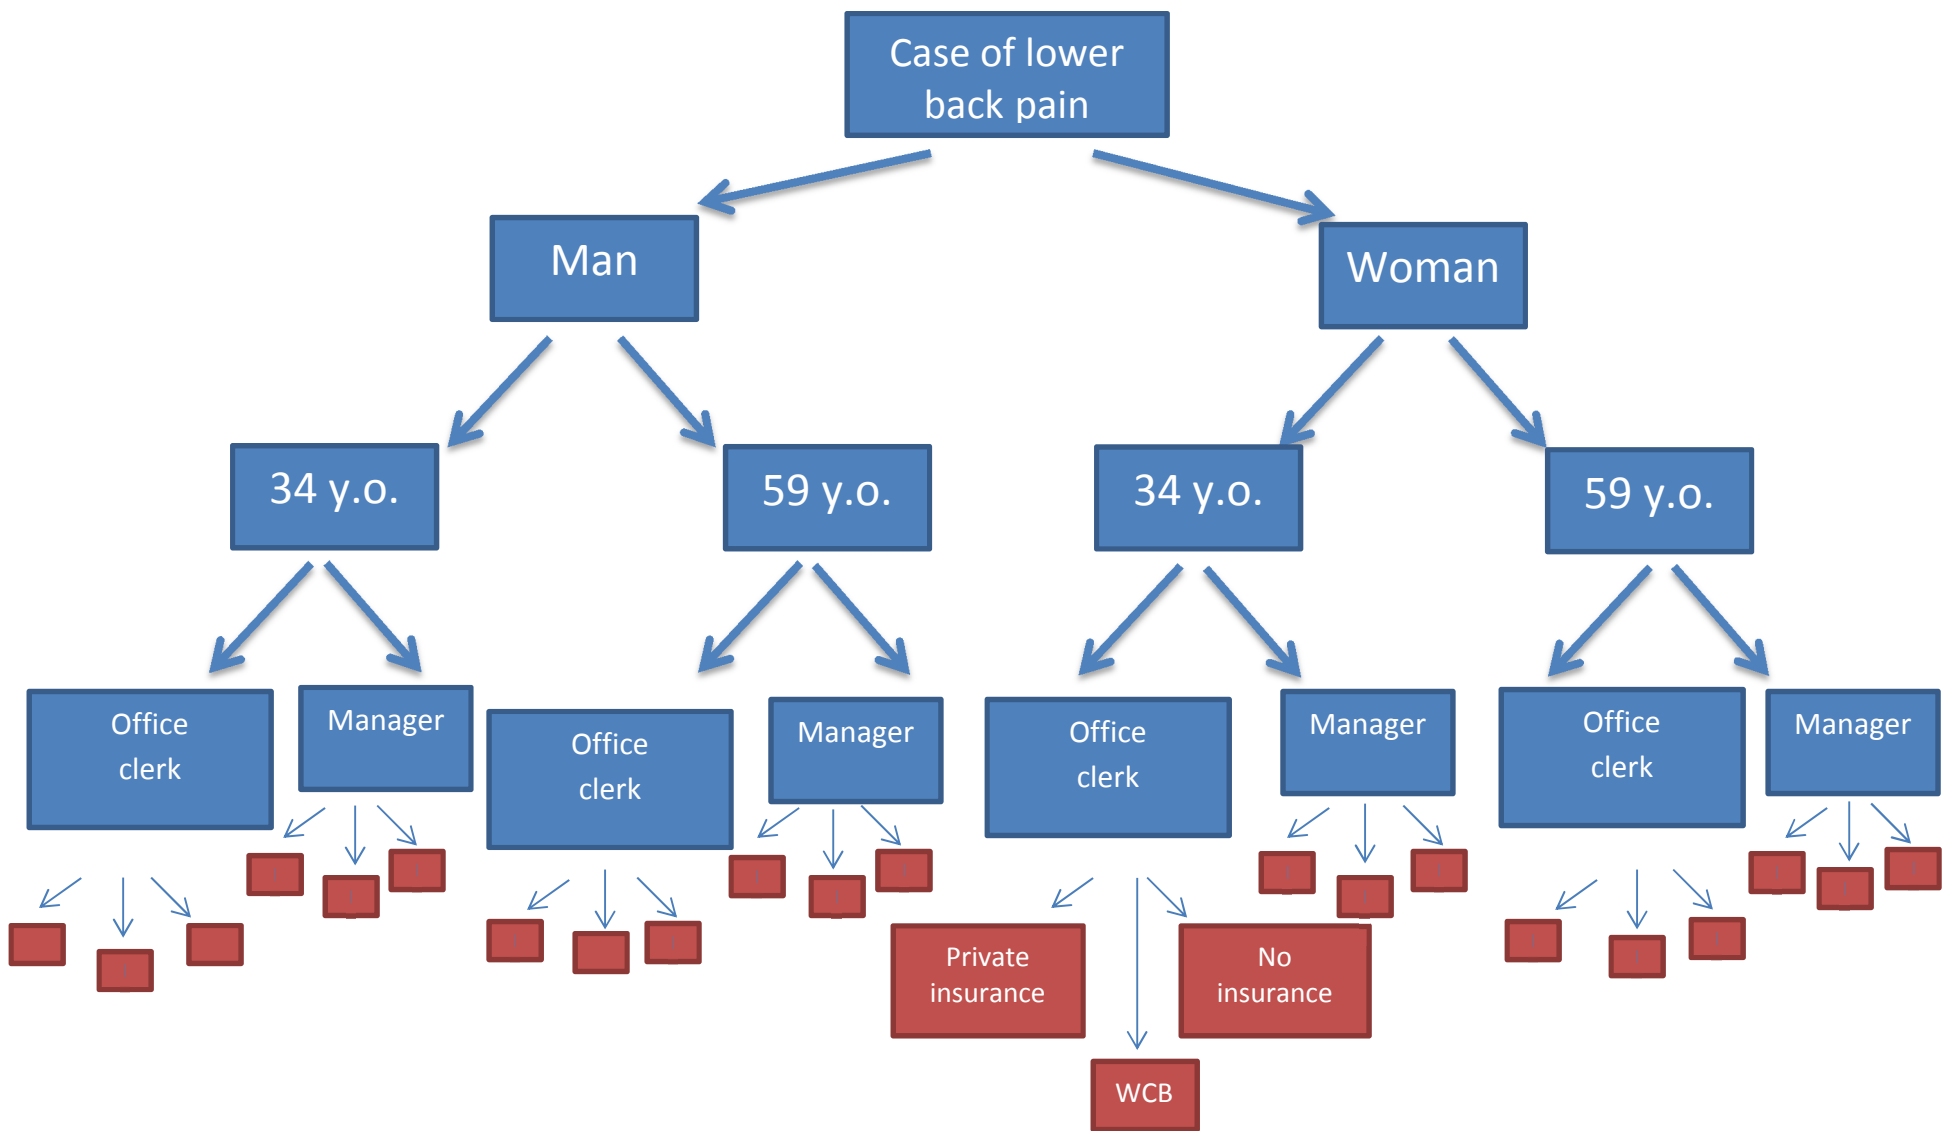 Case of lower
back pain
Man
Woman
34 y.o.
59 y.o.
34 y.o.
59 y.o.
Office
clerk
Manager
Office
clerk
Manager
Office
clerk
Manager
Office
clerk
Manager
Private
insurance
No
insurance
WCB